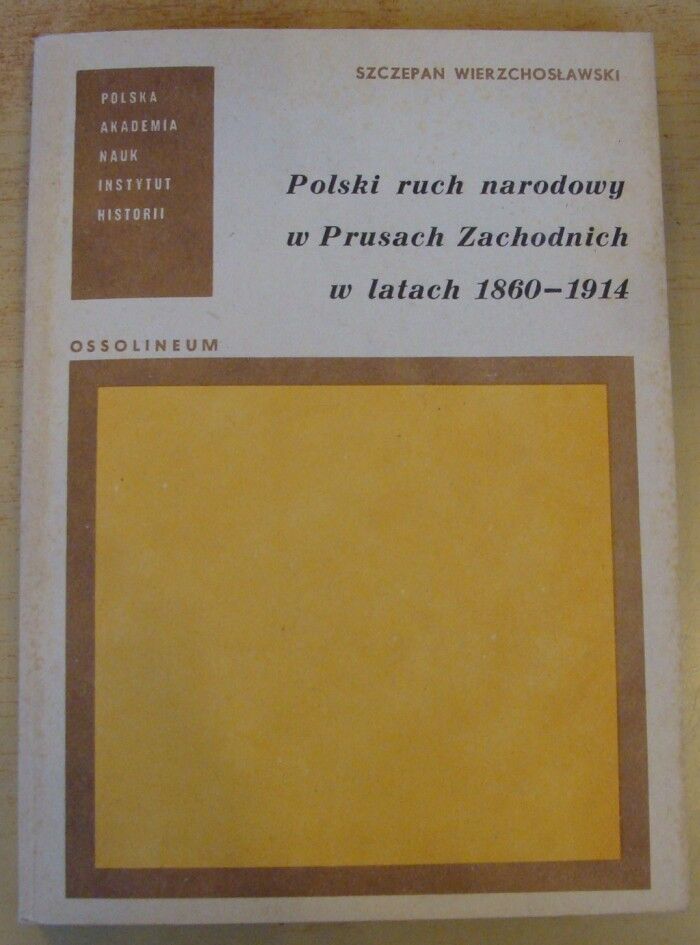 SZCZEPAN WIERZCHOSŁAWSKI
POLSKA
AKADEMIA
NAUK
INSTYTUT
HISTORII
Polski ruch narodowy
w Prusach Zachodnich
w latach 1860–1914
OSSOLINEUM